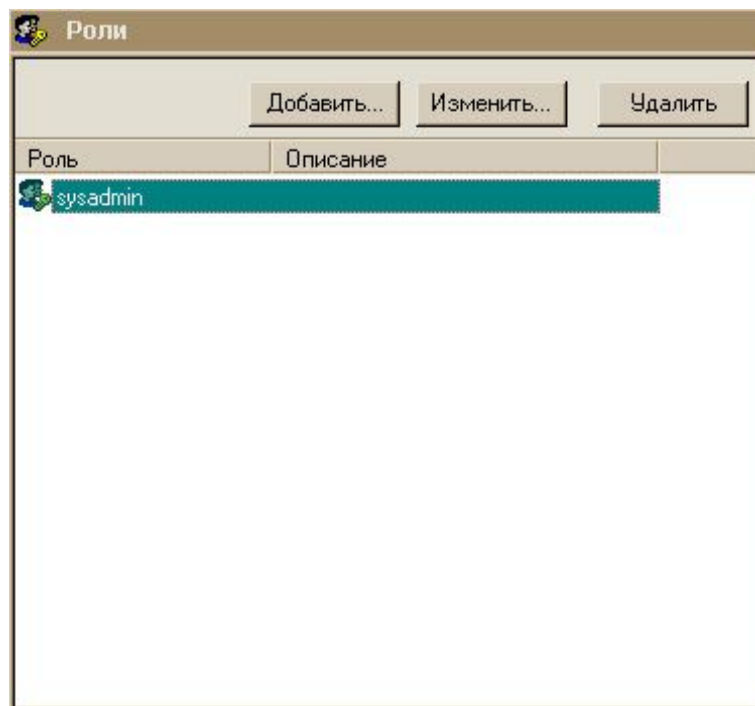 Роли
Добавить... Изменить... Удалить
Роль Описание
sysadmin